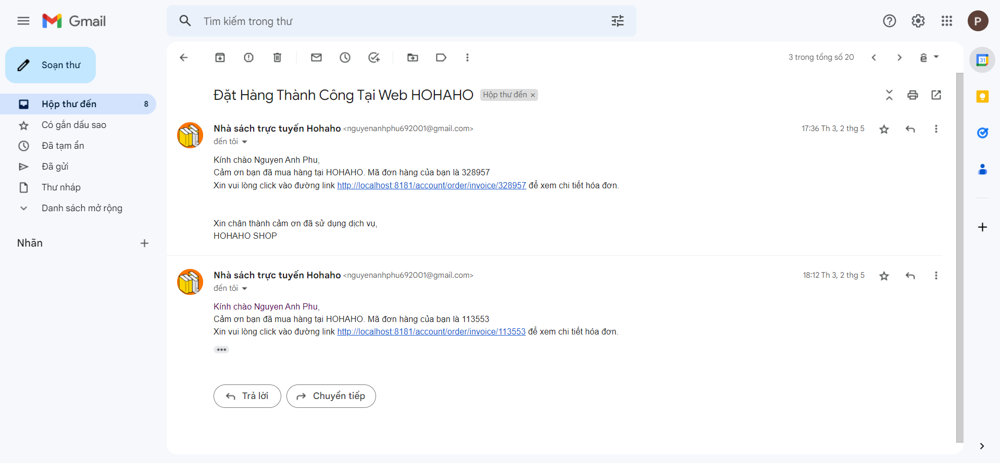 Gmail
Tìm kiếm trong thư
P
Soạn thư
3 trong tổng số 20
ê
31
Hộp thư đến 8
Có gắn dấu sao
Đã tạm ẩn
Đã gửi
Thư nháp
Danh sách mở rộng
Nhãn
Đặt Hàng Thành Công Tại Web HOHAHO Hộp thư đến ×
Nhà sách trực tuyến Hohaho <nguyenanhphu692001@gmail.com> 17:36 Th 3, 2 thg 5
đến tôi
Kính chào Nguyen Anh Phu,
Cảm ơn bạn đã mua hàng tại HOHAHO. Mã đơn hàng của bạn là 328957
Xin vui lòng click vào đường link http://localhost:8181/account/order/invoice/328957 để xem chi tiết hóa đơn.
Xin chân thành cảm ơn đã sử dụng dịch vụ,
HOHAHO SHOP
Nhà sách trực tuyến Hohaho <nguyenanhphu692001@gmail.com> 18:12 Th 3, 2 thg 5
đến tôi
Kính chào Nguyen Anh Phu,
Cảm ơn bạn đã mua hàng tại HOHAHO. Mã đơn hàng của bạn là 113553
Xin vui lòng click vào đường link http://localhost:8181/account/order/invoice/113553 để xem chi tiết hóa đơn.
Trả lời
Chuyển tiếp